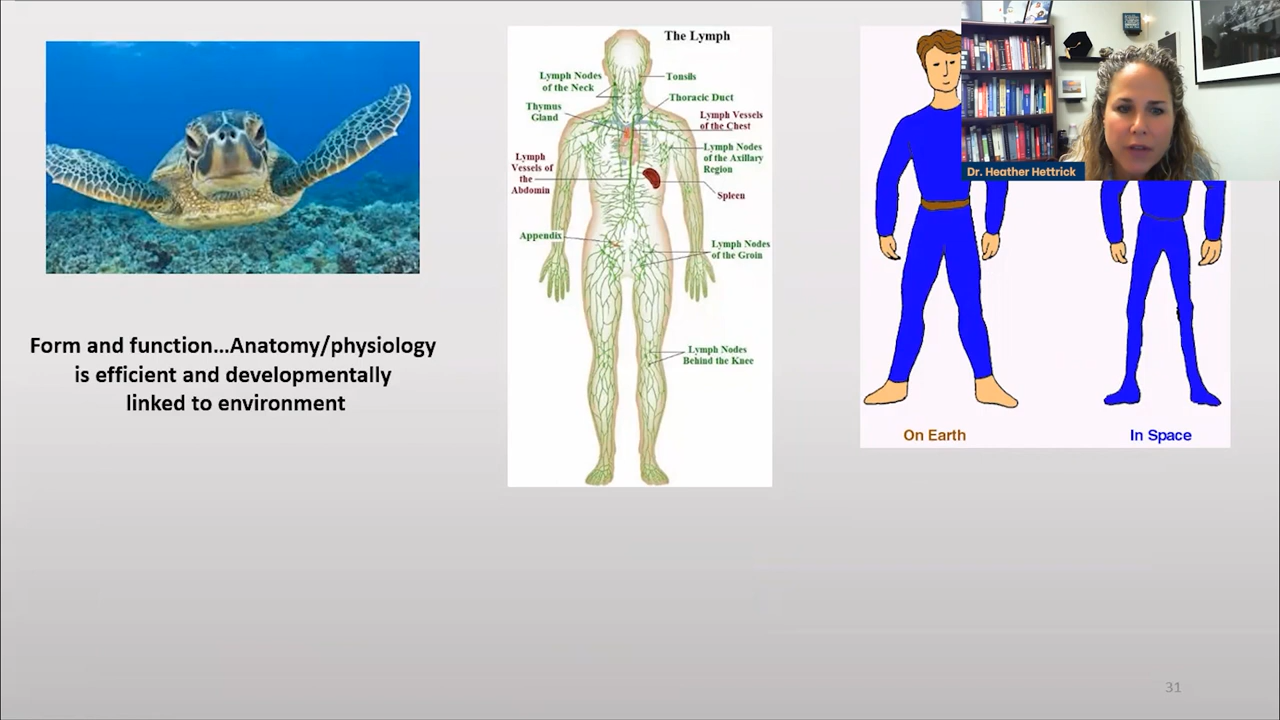 Form and function...Anatomy/physiology
is efficient and developmentally
linked to environment
The Lymph
Lymph Nodes
of the Neck
Thymus
Gland
Lymph
Vessels of
the
Abdomin
Appendix
Tonsils
Thoracic Duct
Lymph Vessels
of the Chest
Lymph Nodes
of the Axillary
Region
Spleen
Lymph Nodes
of the Groin
Lymph Nodes
Behind the Knee
Dr. Heather Hettrick
On Earth
In Space
31